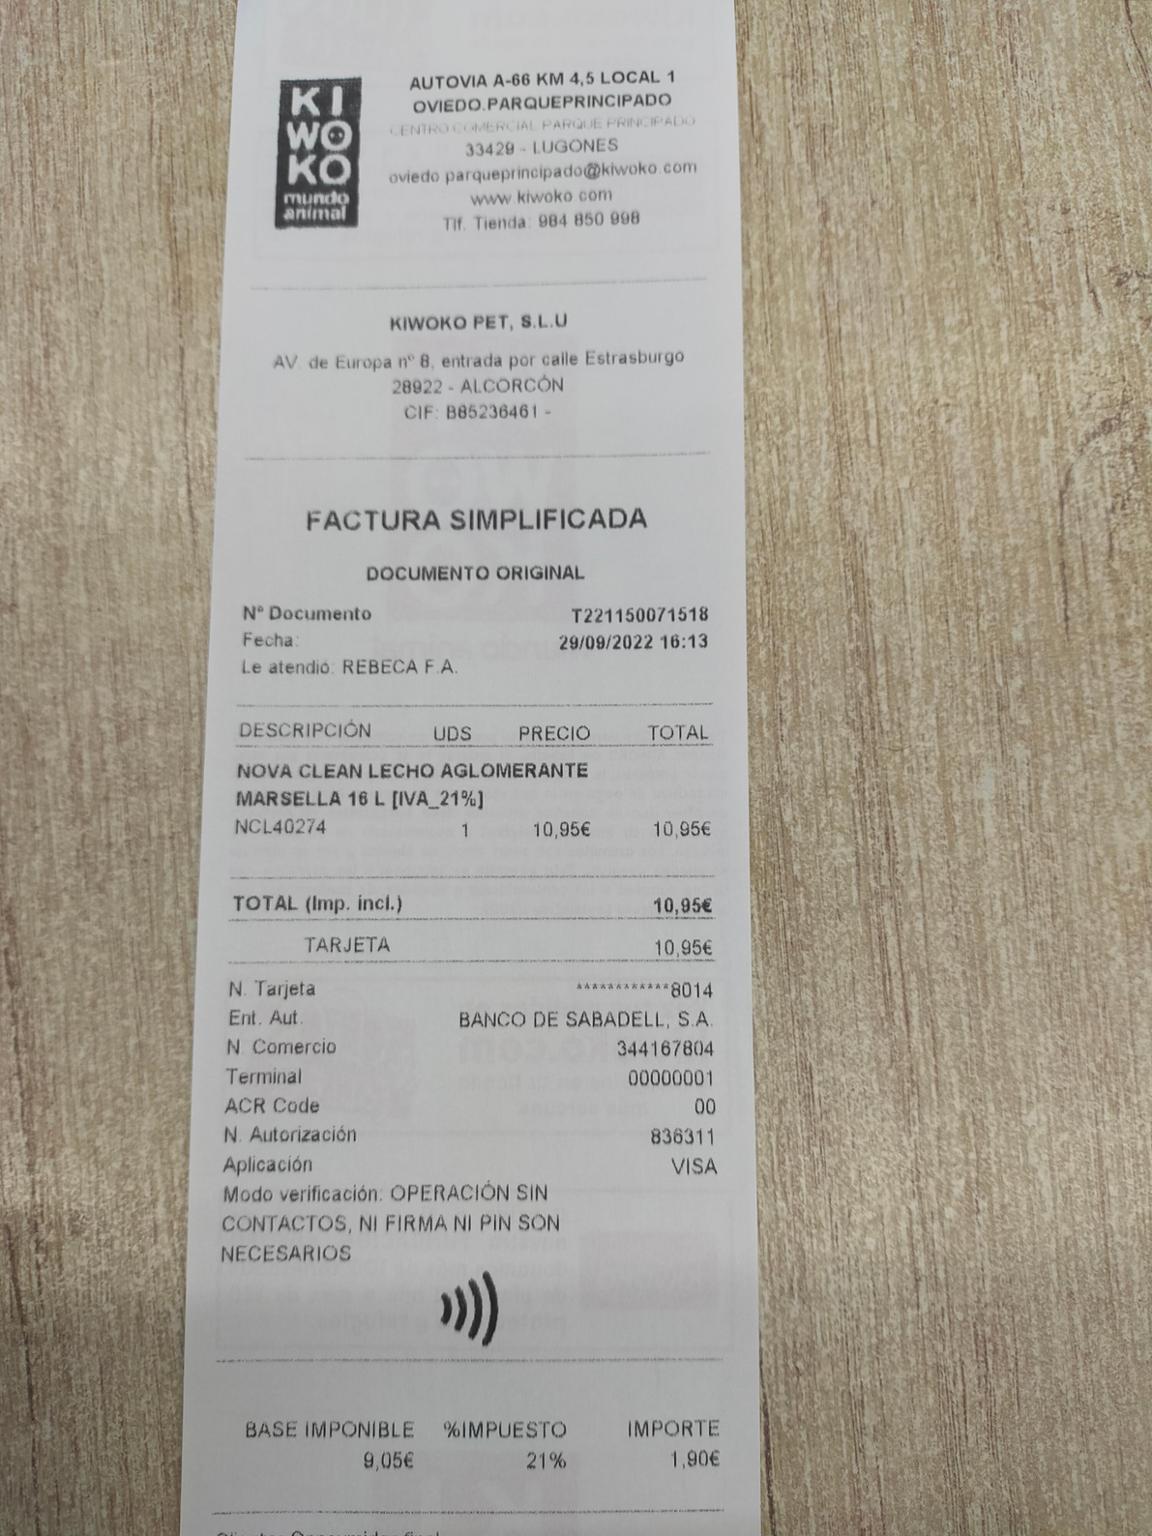 KI
WO
KO
mundo
animal
AUTOVIA A-66 KM 4,5 LOCAL 1
OVIEDO.PARQUEPRINCIPADO
CENTRO COMERCIAL PARQUE PRINCIPADO
33429 - LUGONES
oviedo parqueprincipado@kiwoko.com
www.kiwoko com
Tlf. Tienda: 984 850 998
KIWOKO PET, S.L.U
AV. de Europa nº 8, entrada por calle Estrasburgo
28922 - ALCORCÓN
CIF: B85236461 -
FACTURA SIMPLIFICADA
DOCUMENTO ORIGINAL
Nº Documento T221150071518
Fecha: 29/09/2022 16:13
Le atendió: REBECA F.A.
DESCRIPCIÓN UDS PRECIO TOTAL
NOVA CLEAN LECHO AGLOMERANTE
MARSELLA 16 L [IVA_21%]
NCL40274 1 10,95€ 10,95€
TOTAL (Imp. incl.) 10,95€
TARJETA 10,95€
N. Tarjeta ************8014
Ent. Aut. BANCO DE SABADELL, S.A.
N. Comercio 344167804
Terminal 00000001
ACR Code 00
N. Autorización 836311
Aplicación VISA
Modo verificación: OPERACIÓN SIN
CONTACTOS, NI FIRMA NI PIN SON
NECESARIOS
BASE IMPONIBLE %IMPUESTO IMPORTE
9,05€ 21% 1,90€